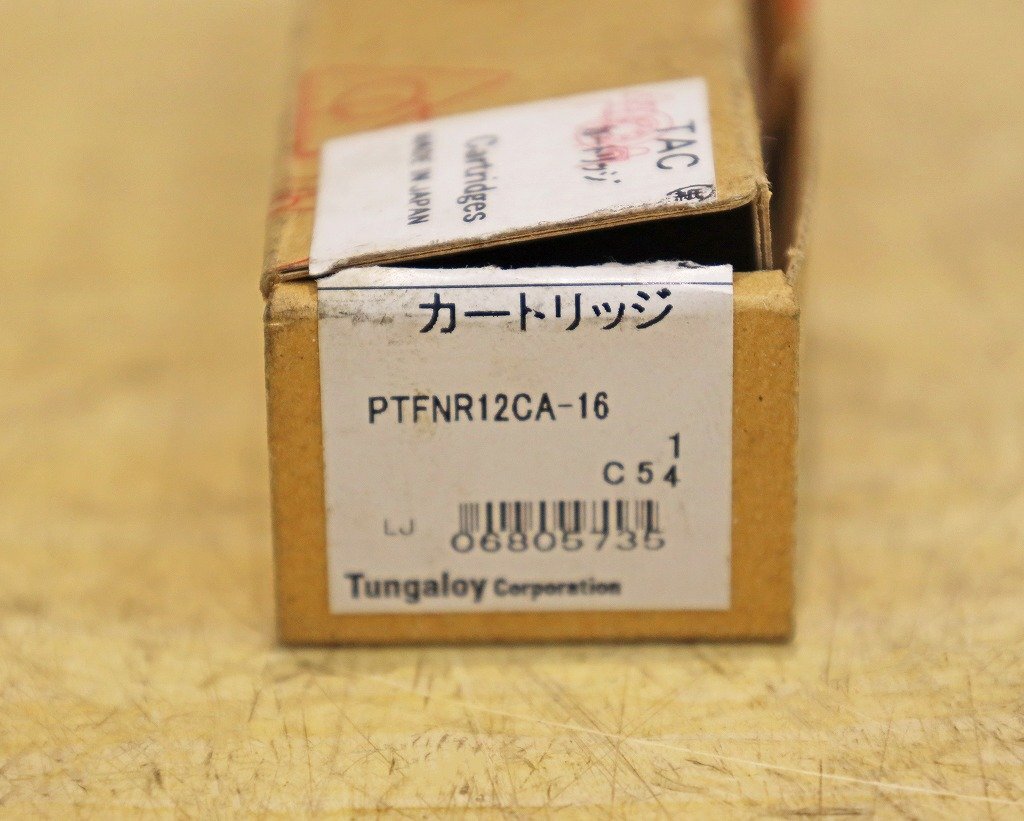 TAC
カートリッジ
Cartridges
MADE IN JAPAN
カートリッジ
PTFNR12CA-16
1
C 5 4
LJ
06805735
Tungaloy Corporation